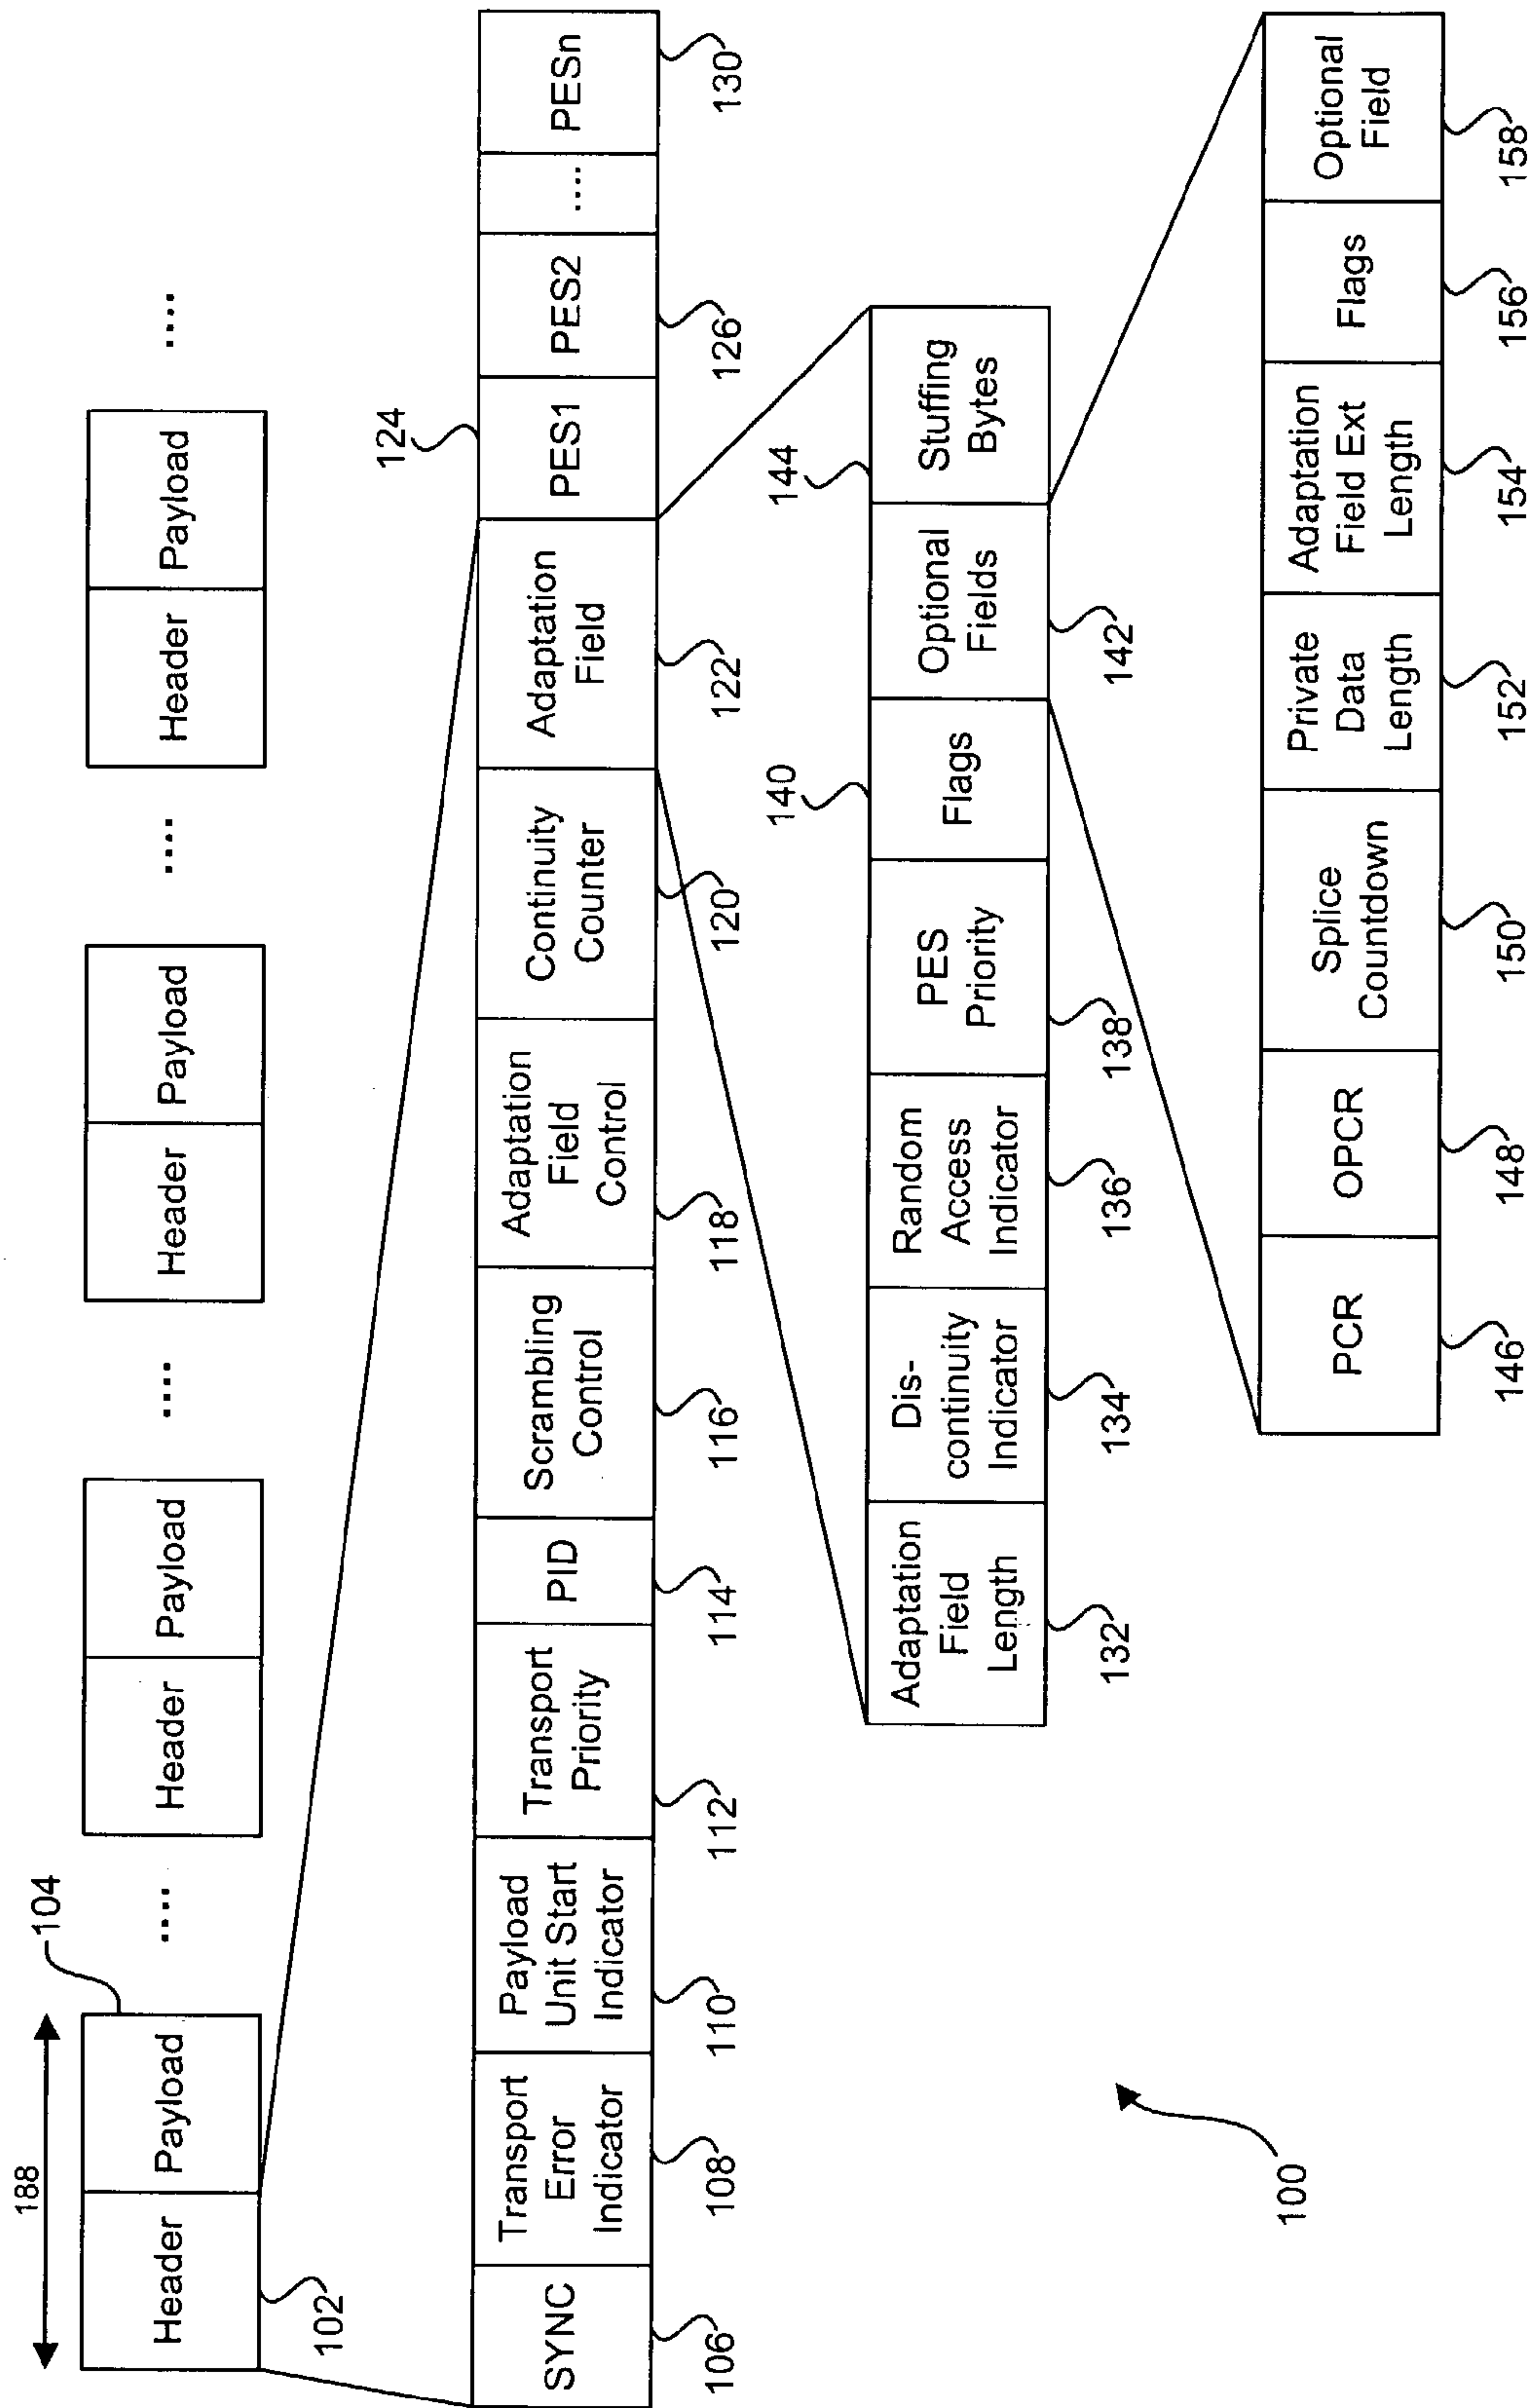 188
104
Header Payload .... Header Payload .... Header Payload .... Header Payload ....
102
124
SYNC
Transport
Error
Indicator
Payload
Unit Start
Indicator
Transport
Priority
PID
Scrambling
Control
Adaptation
Field
Control
Continuity
Counter
Adaptation
Field
PES1
PES2
....
PESn
106 108 110 112 114 116 118 120 122 126 130
140 144
Adaptation
Field
Length
Dis-
continuity
Indicator
Random
Access
Indicator
PES
Priority
Flags
Optional
Fields
Stuffing
Bytes
132 134 136 138 142
PCR
OPCR
Splice
Countdown
Private
Data
Length
Adaptation
Field Ext
Length
Flags
Optional
Field
146 148 150 152 154 156 158
100